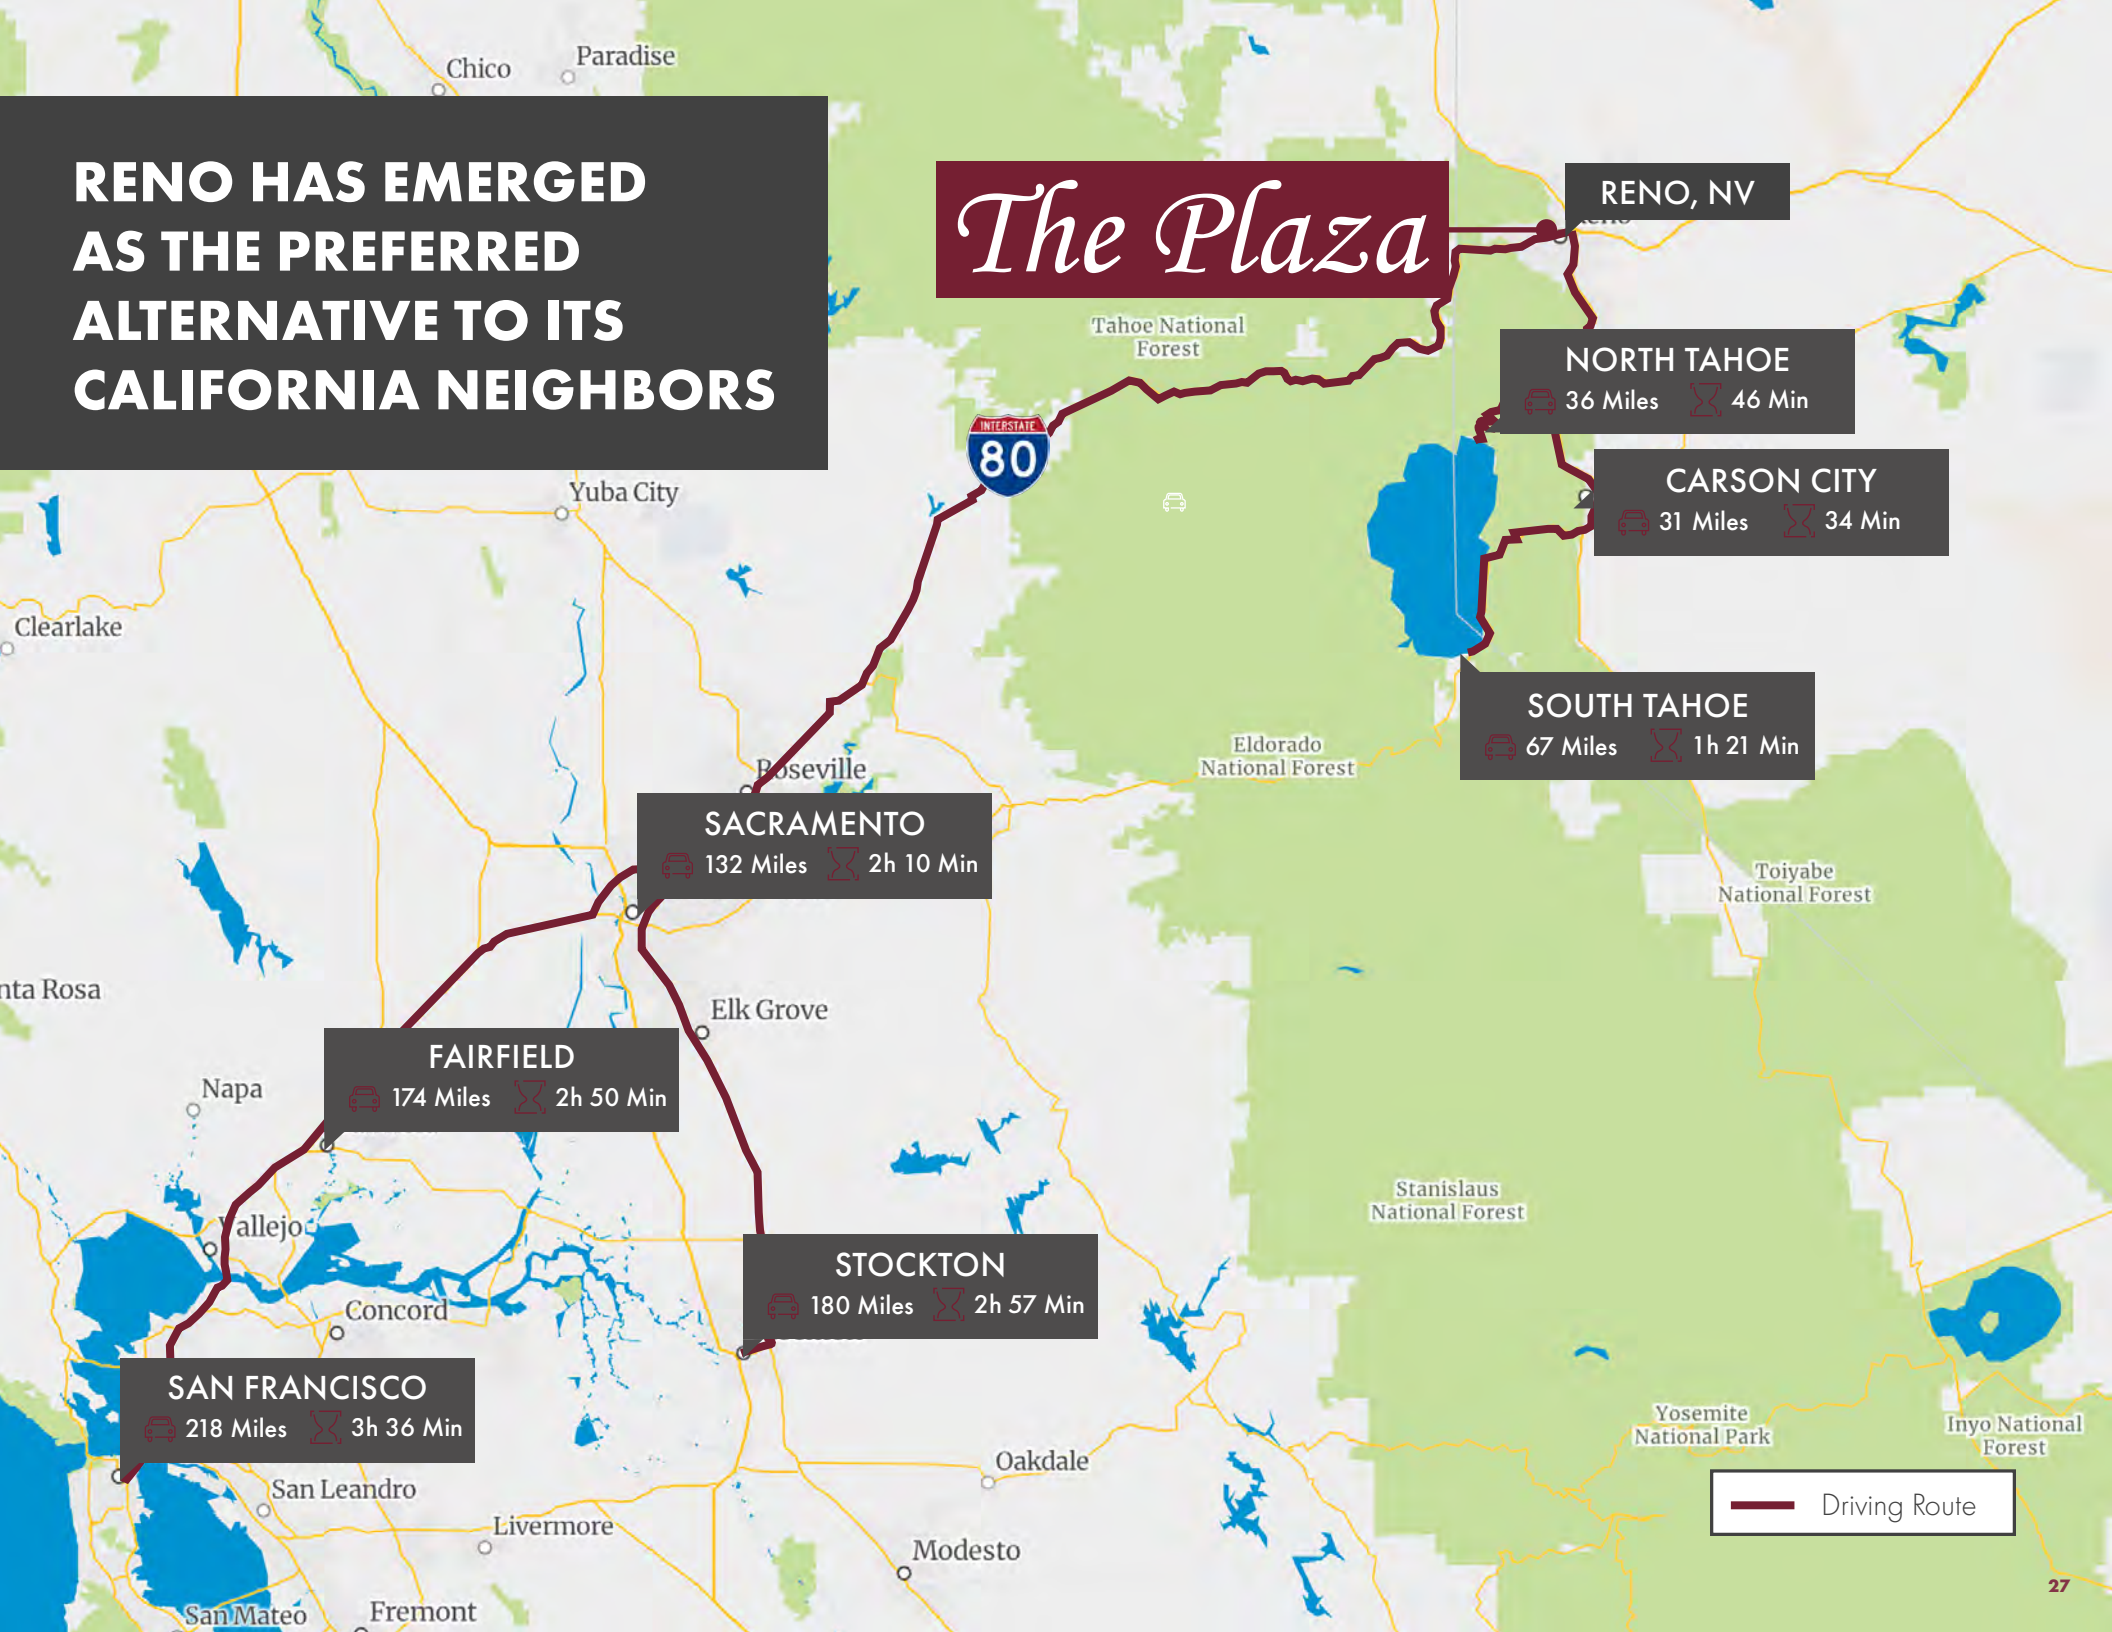 Chico
Paradise
RENO HAS EMERGED
AS THE PREFERRED
ALTERNATIVE TO ITS
CALIFORNIA NEIGHBORS
The Plaza
RENO, NV
Tahoe National
Forest
NORTH TAHOE
36 Miles
46 Min
INTERSTATE
80
CARSON CITY
31 Miles
34 Min
Yuba City
Clearlake
SOUTH TAHOE
67 Miles
1h 21 Min
Eldorado
National Forest
Roseville
SACRAMENTO
132 Miles
2h 10 Min
Toiyabe
National Forest
nta Rosa
Elk Grove
FAIRFIELD
174 Miles
2h 50 Min
Napa
Stanislaus
National Forest
Vallejo
STOCKTON
180 Miles
2h 57 Min
Concord
SAN FRANCISCO
218 Miles
3h 36 Min
Yosemite
National Park
Inyo National
Forest
Oakdale
San Leandro
Driving Route
Livermore
Modesto
27
San Mateo
Fremont